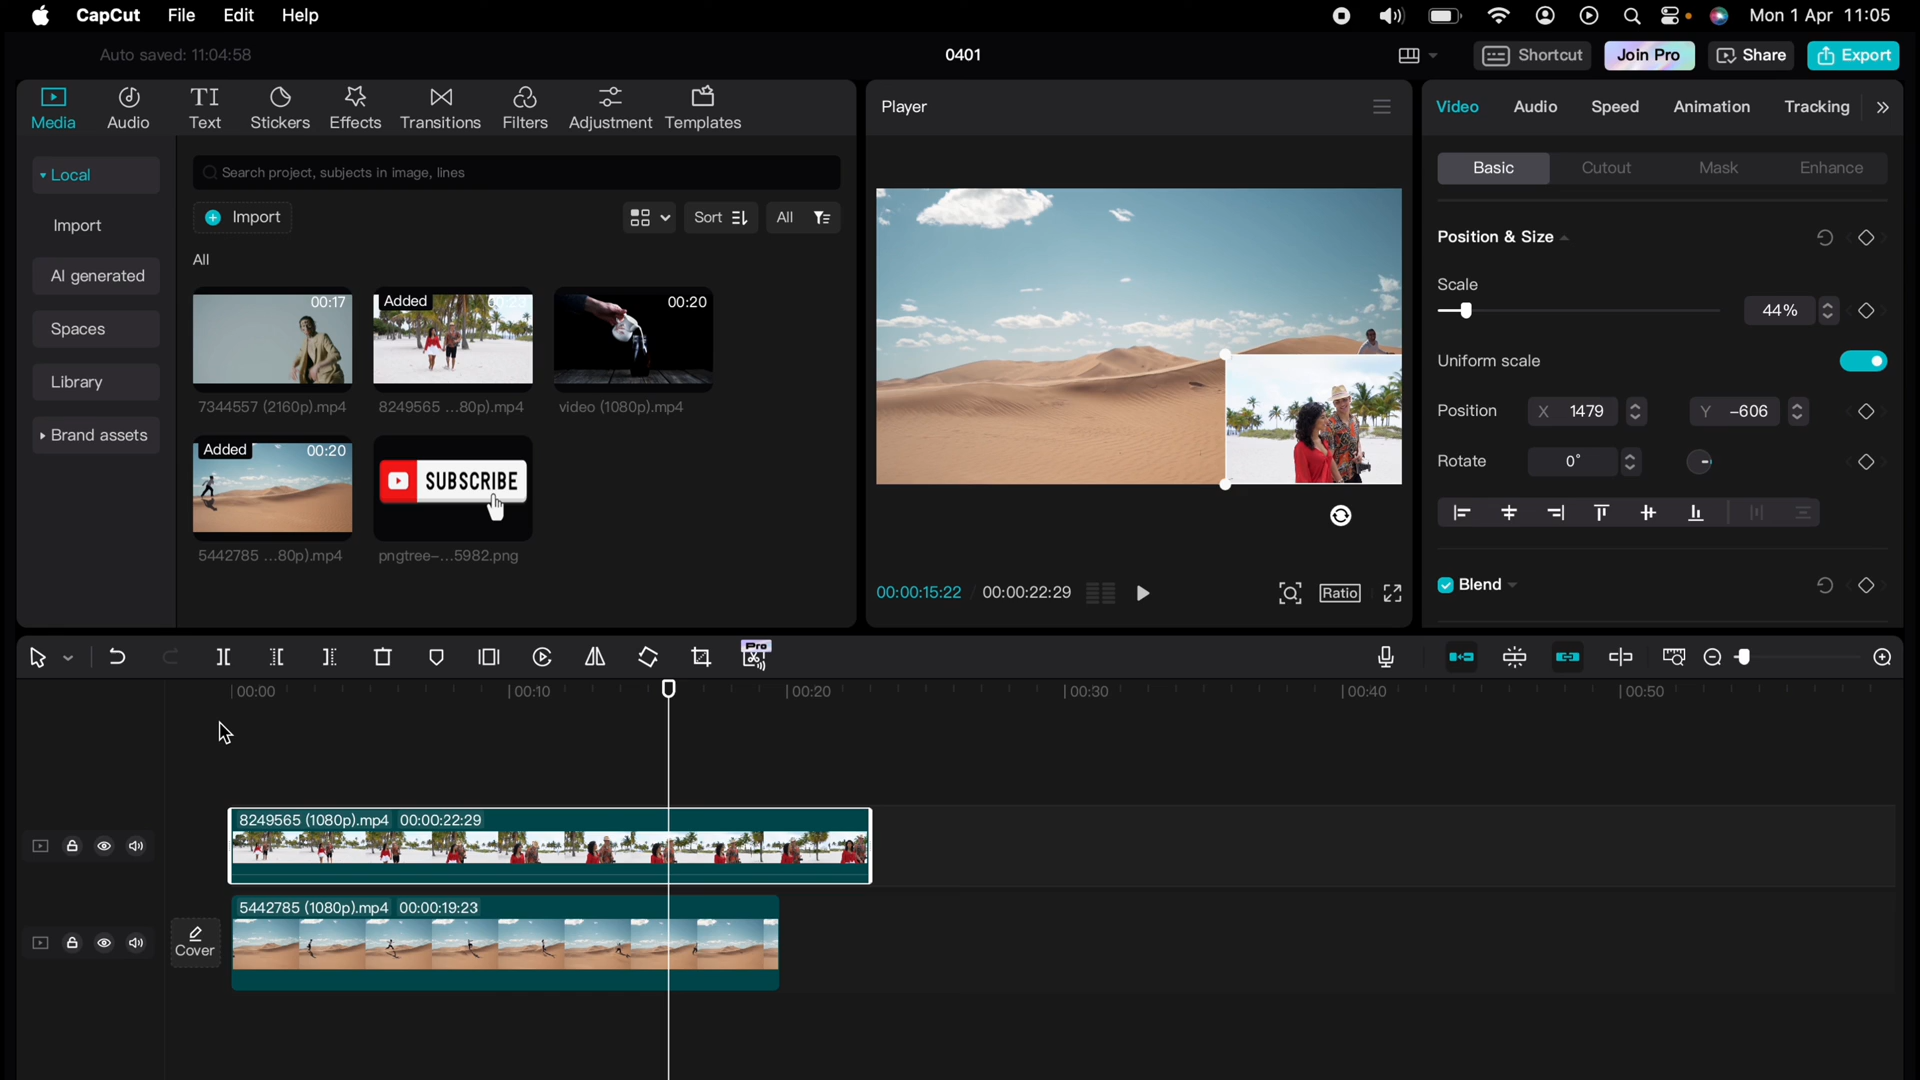 CapCut File Edit Help Mon 1 Apr 11:05
Auto saved: 11:04:58 0401 Shortcut Join Pro Share Export
Media Audio Text Stickers Effects Transitions Filters Adjustment Templates
Player
Video Audio Speed Animation Tracking
Local
Import
AI generated
Spaces
Library
Brand assets
Search project, subjects in image, lines
Import Sort All
All
00:17
Added
00:20
7344557 (2160p).mp4 8249565 ...80p).mp4 video (1080p).mp4
Added 00:20
SUBSCRIBE
5442785 ...80p).mp4 pngtree-...5982.png
00:00:15:22 / 00:00:22:29 Ratio
Basic Cutout Mask Enhance
Position & Size
Scale
44%
Uniform scale
Position X 1479 Y -606
Rotate 0°
Blend
Pro
00:00 00:10 00:20 00:30 00:40 00:50
8249565 (1080p).mp4 00:00:22:29
5442785 (1080p).mp4 00:00:19:23
Cover